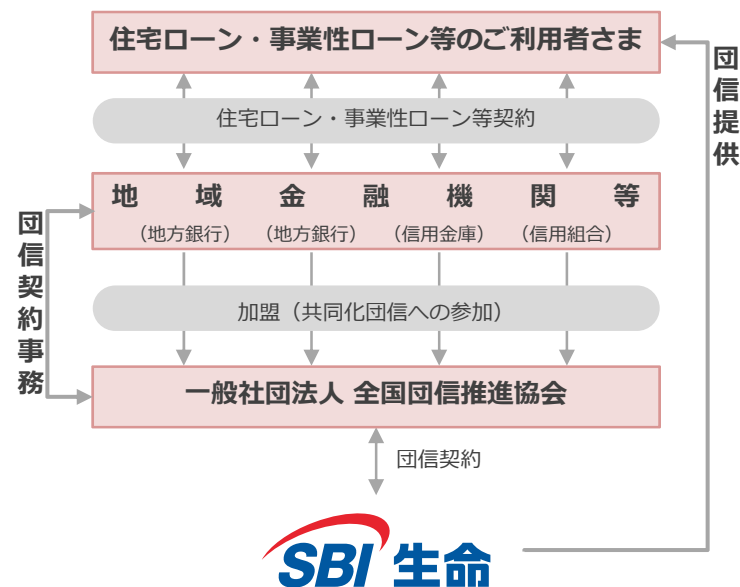 住宅ローン・事業性ローン等のご利用者さま
団信提供
住宅ローン・事業性ローン等契約
地域金融機関等
（地方銀行）（地方銀行）（信用金庫）（信用組合）
団信契約事務
加盟（共同化団信への参加）
一般社団法人 全国団信推進協会
団信契約
SBI生命